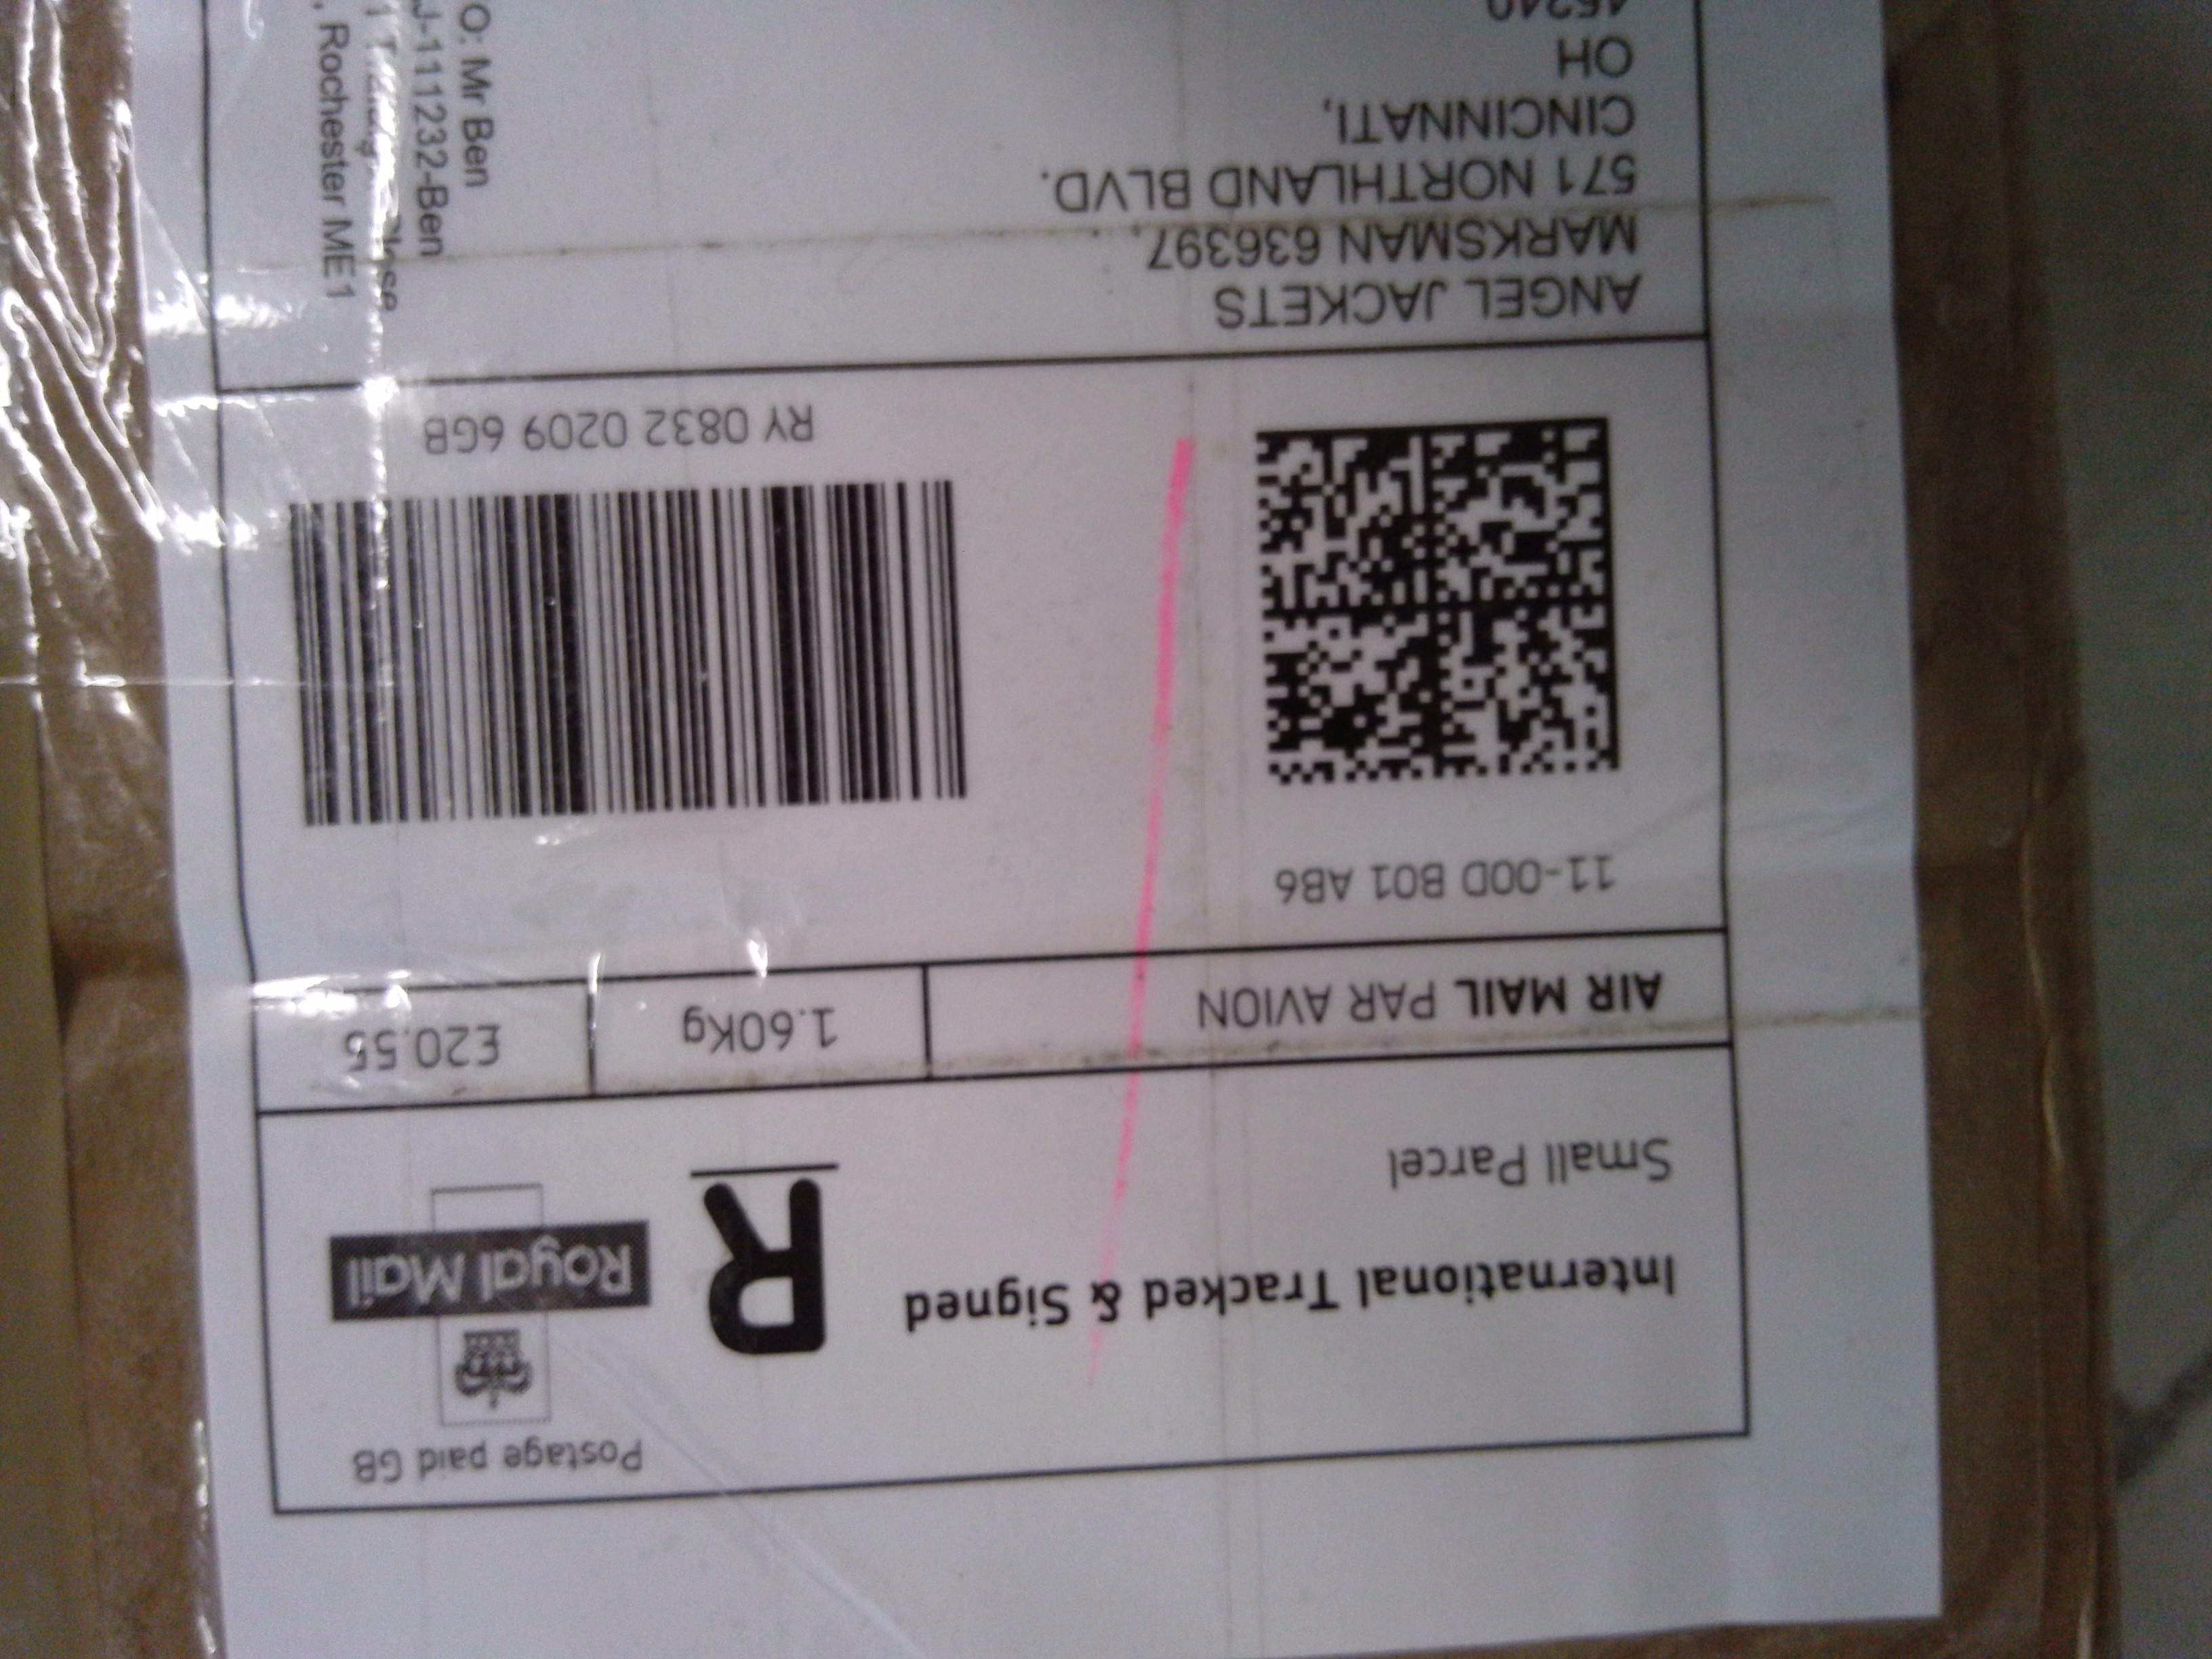 Postage paid GB
Royal Mail
R
International Tracked & Signed
Small Parcel
AIR MAIL PAR AVION
1.60Kg
£20.55
11-00D B01 AB6
RY 0832 0209 6GB
ANGEL JACKETS
MARKSMAN 636397,
571 NORTHLAND BLVD.
CINCINNATI,
OH
45240
O: Mr Ben
J-111232-Ben
1
, Rochester ME1